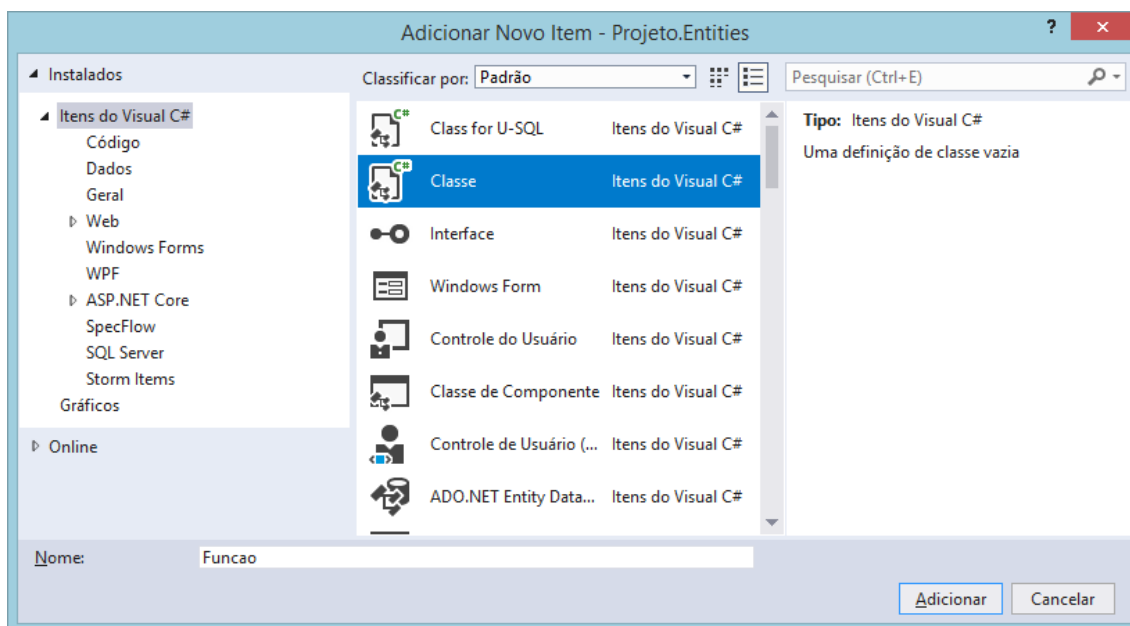 Adicionar Novo Item - Projeto.Entities
?
×
Instalados
Classificar por: Padrão
Pesquisar (Ctrl+E)
Itens do Visual C#
Código
Dados
Geral
Web
Windows Forms
WPF
ASP.NET Core
SpecFlow
SQL Server
Storm Items
Gráficos
Online
C# Class for U-SQL Itens do Visual C#
C# Classe Itens do Visual C#
Interface Itens do Visual C#
Windows Form Itens do Visual C#
Controle do Usuário Itens do Visual C#
Classe de Componente Itens do Visual C#
Controle de Usuário (... Itens do Visual C#
ADO.NET Entity Data... Itens do Visual C#
Tipo: Itens do Visual C#
Uma definição de classe vazia
Nome: Funcao
Adicionar Cancelar